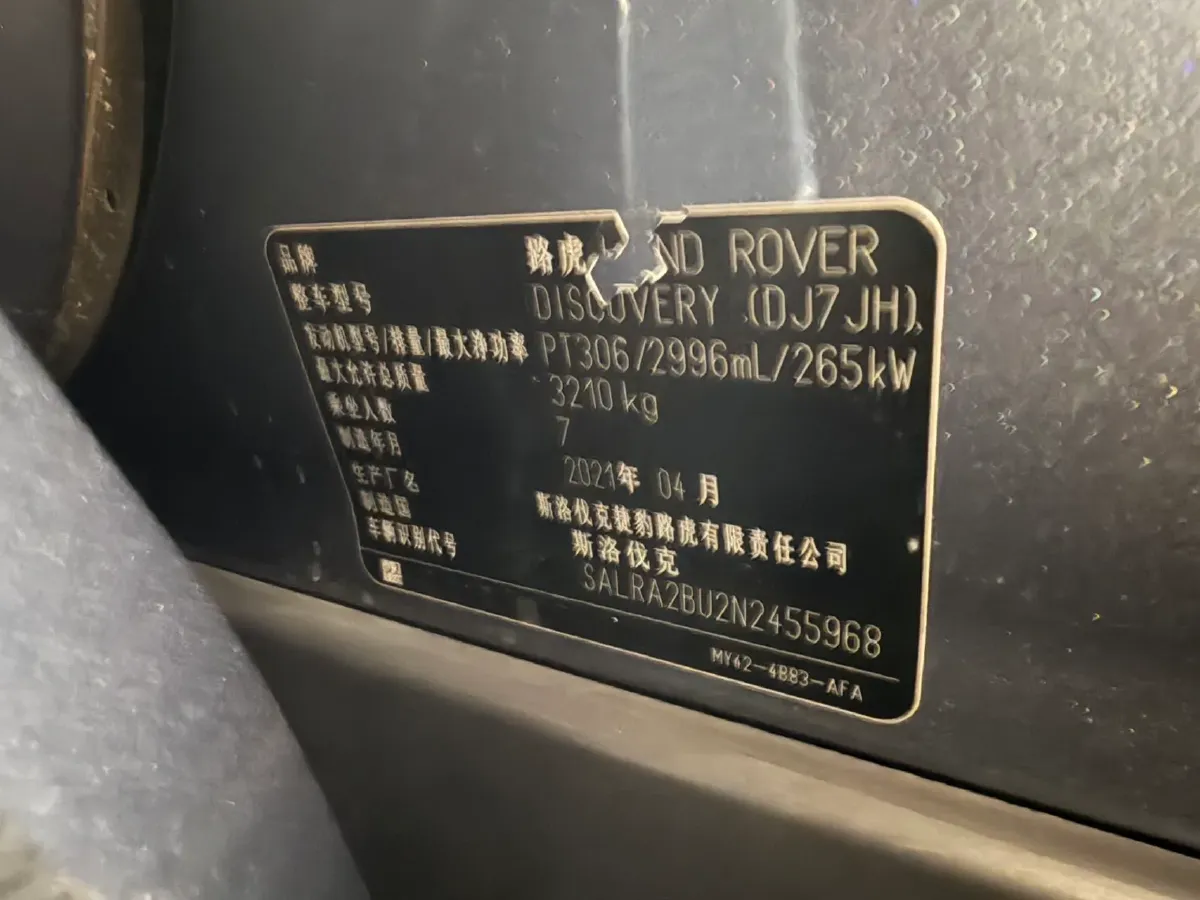 品牌 路虎 LAND ROVER
整车型号 DISCOVERY (DJ7JH)
发动机型号/排量/最大净功率 PT306/2996mL/265kW
最大允许总质量 3210 kg
乘坐人数 7
制造年月 2021年 04 月
生产厂名 斯洛伐克捷豹路虎有限责任公司
制造国 斯洛伐克
车辆识别代号 SALRA2BU2N2455968
MY42-4B83-AFA